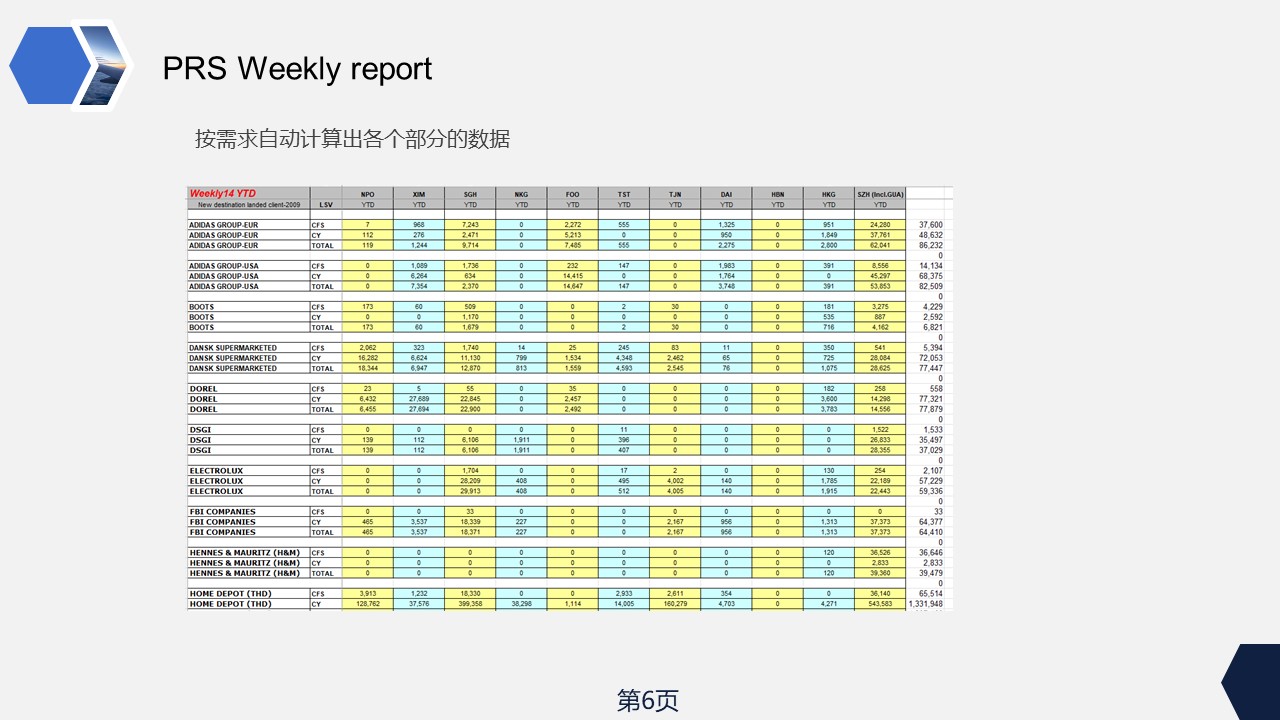 PRS Weekly report
按需求自动计算出各个部分的数据
Weekly14 YTD NPO XIM SGH NKG FOO TST TJN DAI HBN HKG SZH (Incl.GUA)
New destination landed client-2009 LSV YTD YTD YTD YTD YTD YTD YTD YTD YTD YTD YTD
ADIDAS GROUP-EUR CFS 7 968 7,243 0 2,272 555 0 1,325 0 951 24,280 37,600
ADIDAS GROUP-EUR CY 112 276 2,471 0 5,213 0 0 950 0 1,849 37,761 48,632
ADIDAS GROUP-EUR TOTAL 119 1,244 9,714 0 7,485 555 0 2,275 0 2,800 62,041 86,232
0
ADIDAS GROUP-USA CFS 0 1,089 1,736 0 232 147 0 1,983 0 391 8,556 14,134
ADIDAS GROUP-USA CY 0 6,264 634 0 14,415 0 0 1,764 0 0 45,297 68,375
ADIDAS GROUP-USA TOTAL 0 7,354 2,370 0 14,647 147 0 3,748 0 391 53,853 82,509
0
BOOTS CFS 173 60 509 0 0 2 30 0 0 181 3,275 4,229
BOOTS CY 0 0 1,170 0 0 0 0 0 0 535 887 2,592
BOOTS TOTAL 173 60 1,679 0 0 2 30 0 0 716 4,162 6,821
0
DANSK SUPERMARKETED CFS 2,062 323 1,740 14 25 245 83 11 0 350 541 5,394
DANSK SUPERMARKETED CY 16,282 6,624 11,130 799 1,534 4,348 2,462 65 0 725 28,084 72,053
DANSK SUPERMARKETED TOTAL 18,344 6,947 12,870 813 1,559 4,593 2,545 76 0 1,075 28,625 77,447
0
DOREL CFS 23 5 55 0 35 0 0 0 0 182 258 558
DOREL CY 6,432 27,689 22,845 0 2,457 0 0 0 0 3,600 14,298 77,321
DOREL TOTAL 6,455 27,694 22,900 0 2,492 0 0 0 0 3,783 14,556 77,879
0
DSGI CFS 0 0 0 0 0 11 0 0 0 0 1,522 1,533
DSGI CY 139 112 6,106 1,911 0 396 0 0 0 0 26,833 35,497
DSGI TOTAL 139 112 6,106 1,911 0 407 0 0 0 0 28,355 37,029
0
ELECTROLUX CFS 0 0 1,704 0 0 17 2 0 0 130 254 2,107
ELECTROLUX CY 0 0 28,209 408 0 495 4,002 140 0 1,785 22,189 57,229
ELECTROLUX TOTAL 0 0 29,913 408 0 512 4,005 140 0 1,915 22,443 59,336
0
FBI COMPANIES CFS 0 0 33 0 0 0 0 0 0 0 0 33
FBI COMPANIES CY 465 3,537 18,339 227 0 0 2,167 956 0 1,313 37,373 64,377
FBI COMPANIES TOTAL 465 3,537 18,371 227 0 0 2,167 956 0 1,313 37,373 64,410
0
HENNES & MAURITZ (H&M) CFS 0 0 0 0 0 0 0 0 0 120 36,526 36,646
HENNES & MAURITZ (H&M) CY 0 0 0 0 0 0 0 0 0 0 2,833 2,833
HENNES & MAURITZ (H&M) TOTAL 0 0 0 0 0 0 0 0 0 120 39,360 39,479
0
HOME DEPOT (THD) CFS 3,913 1,232 18,330 0 0 2,933 2,611 354 0 0 36,140 65,514
HOME DEPOT (THD) CY 128,762 37,576 399,358 38,298 1,114 14,005 160,279 4,703 0 4,271 543,583 1,331,948
第6页